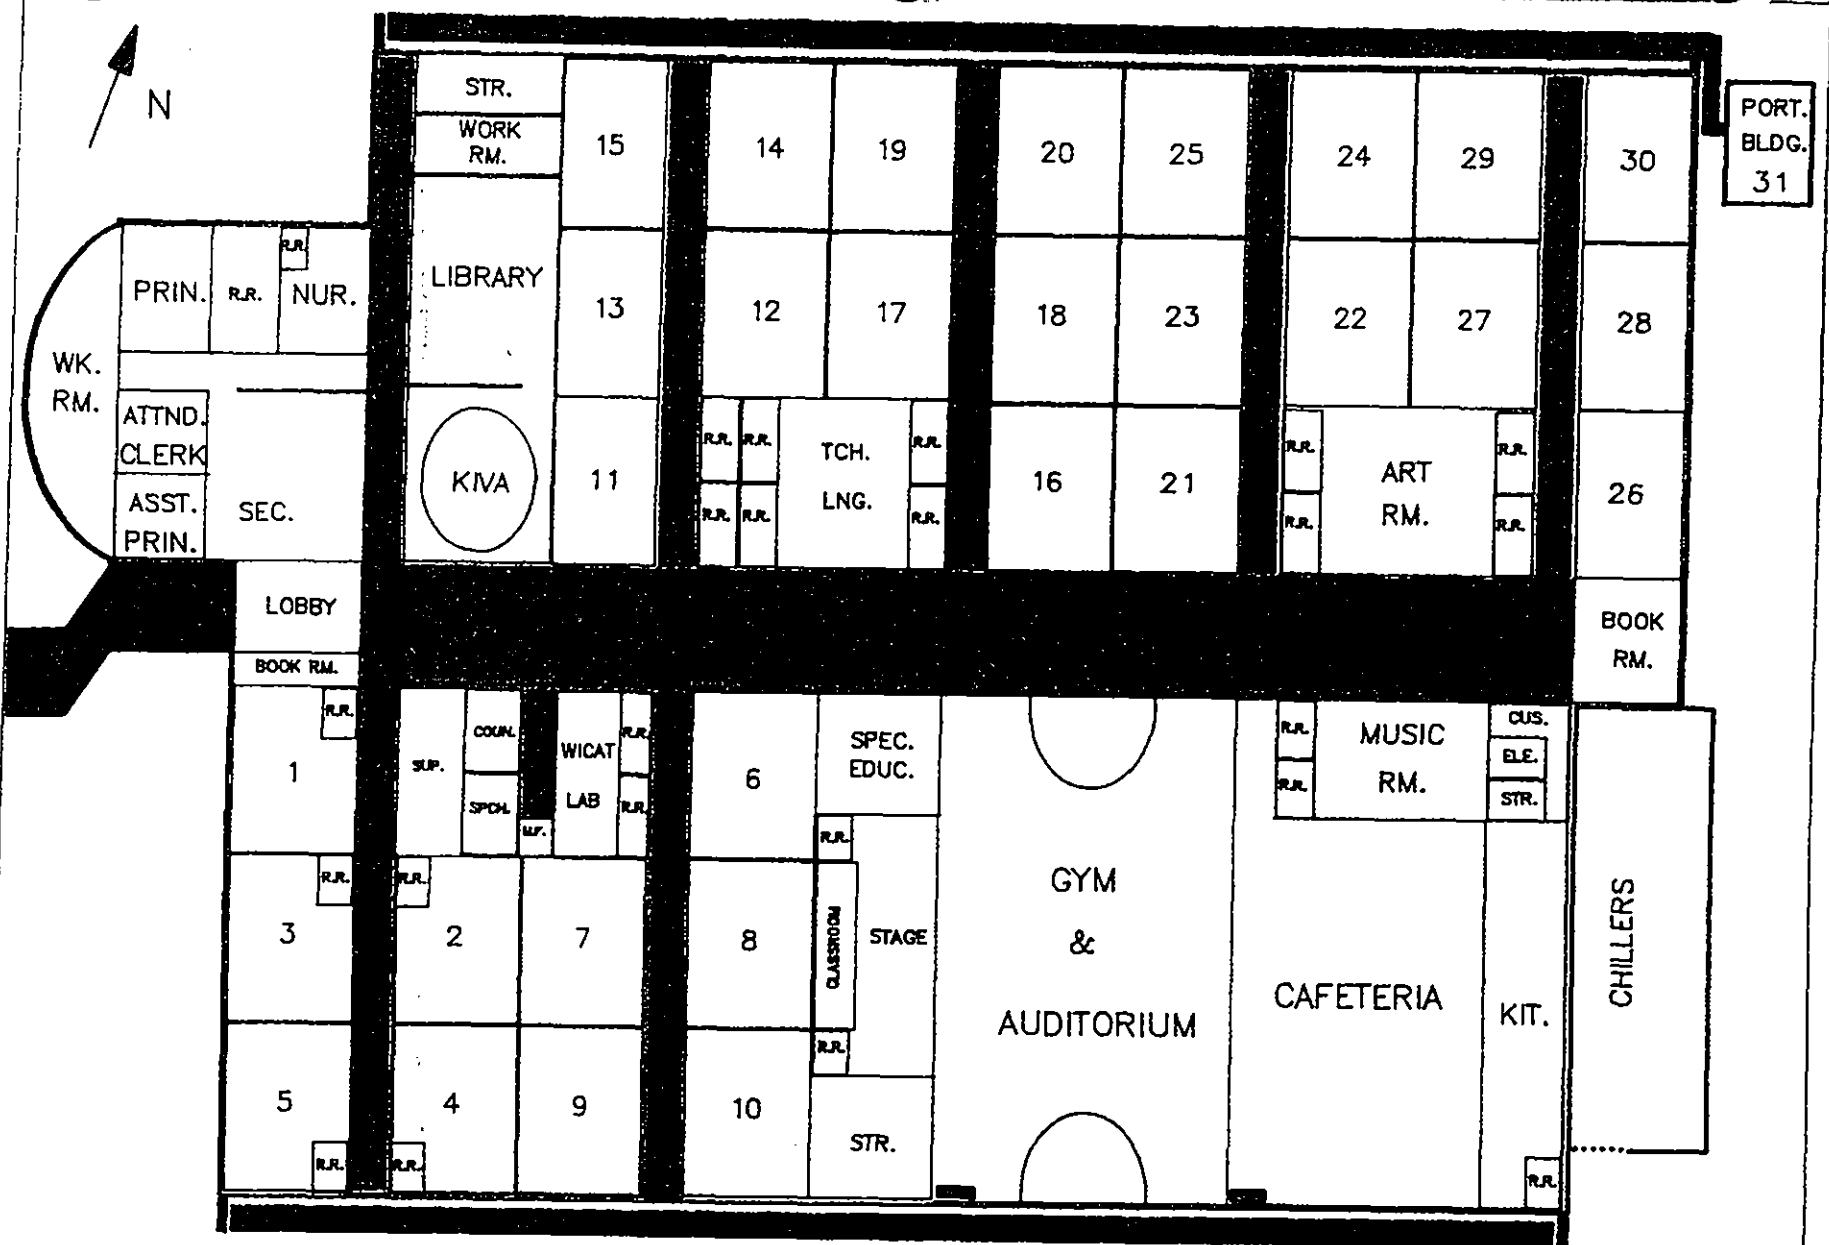 N
STR.
WORK
RM.
15
14
19
20
25
24
29
30
PORT.
BLDG.
31
PRIN.
R.R.
R.R.
NUR.
LIBRARY
13
12
17
18
23
22
27
28
WK.
RM.
ATTND.
CLERK
ASST.
PRIN.
SEC.
KIVA
11
R.R.
R.R.
R.R.
R.R.
TCH.
LNG.
R.R.
R.R.
16
21
R.R.
R.R.
ART
RM.
R.R.
R.R.
26
LOBBY
BOOK RM.
BOOK
RM.
R.R.
1
SUP.
COUN.
SPCH.
WICAT
LAB
R.R.
R.R.
6
SPEC.
EDUC.
R.R.
R.R.
MUSIC
RM.
CUS.
ELE.
STR.
R.R.
3
R.R.
2
7
8
R.R.
CLASSROOM
STAGE
R.R.
GYM
&
AUDITORIUM
CAFETERIA
KIT.
CHILLERS
5
R.R.
4
R.R.
9
10
STR.
R.R.